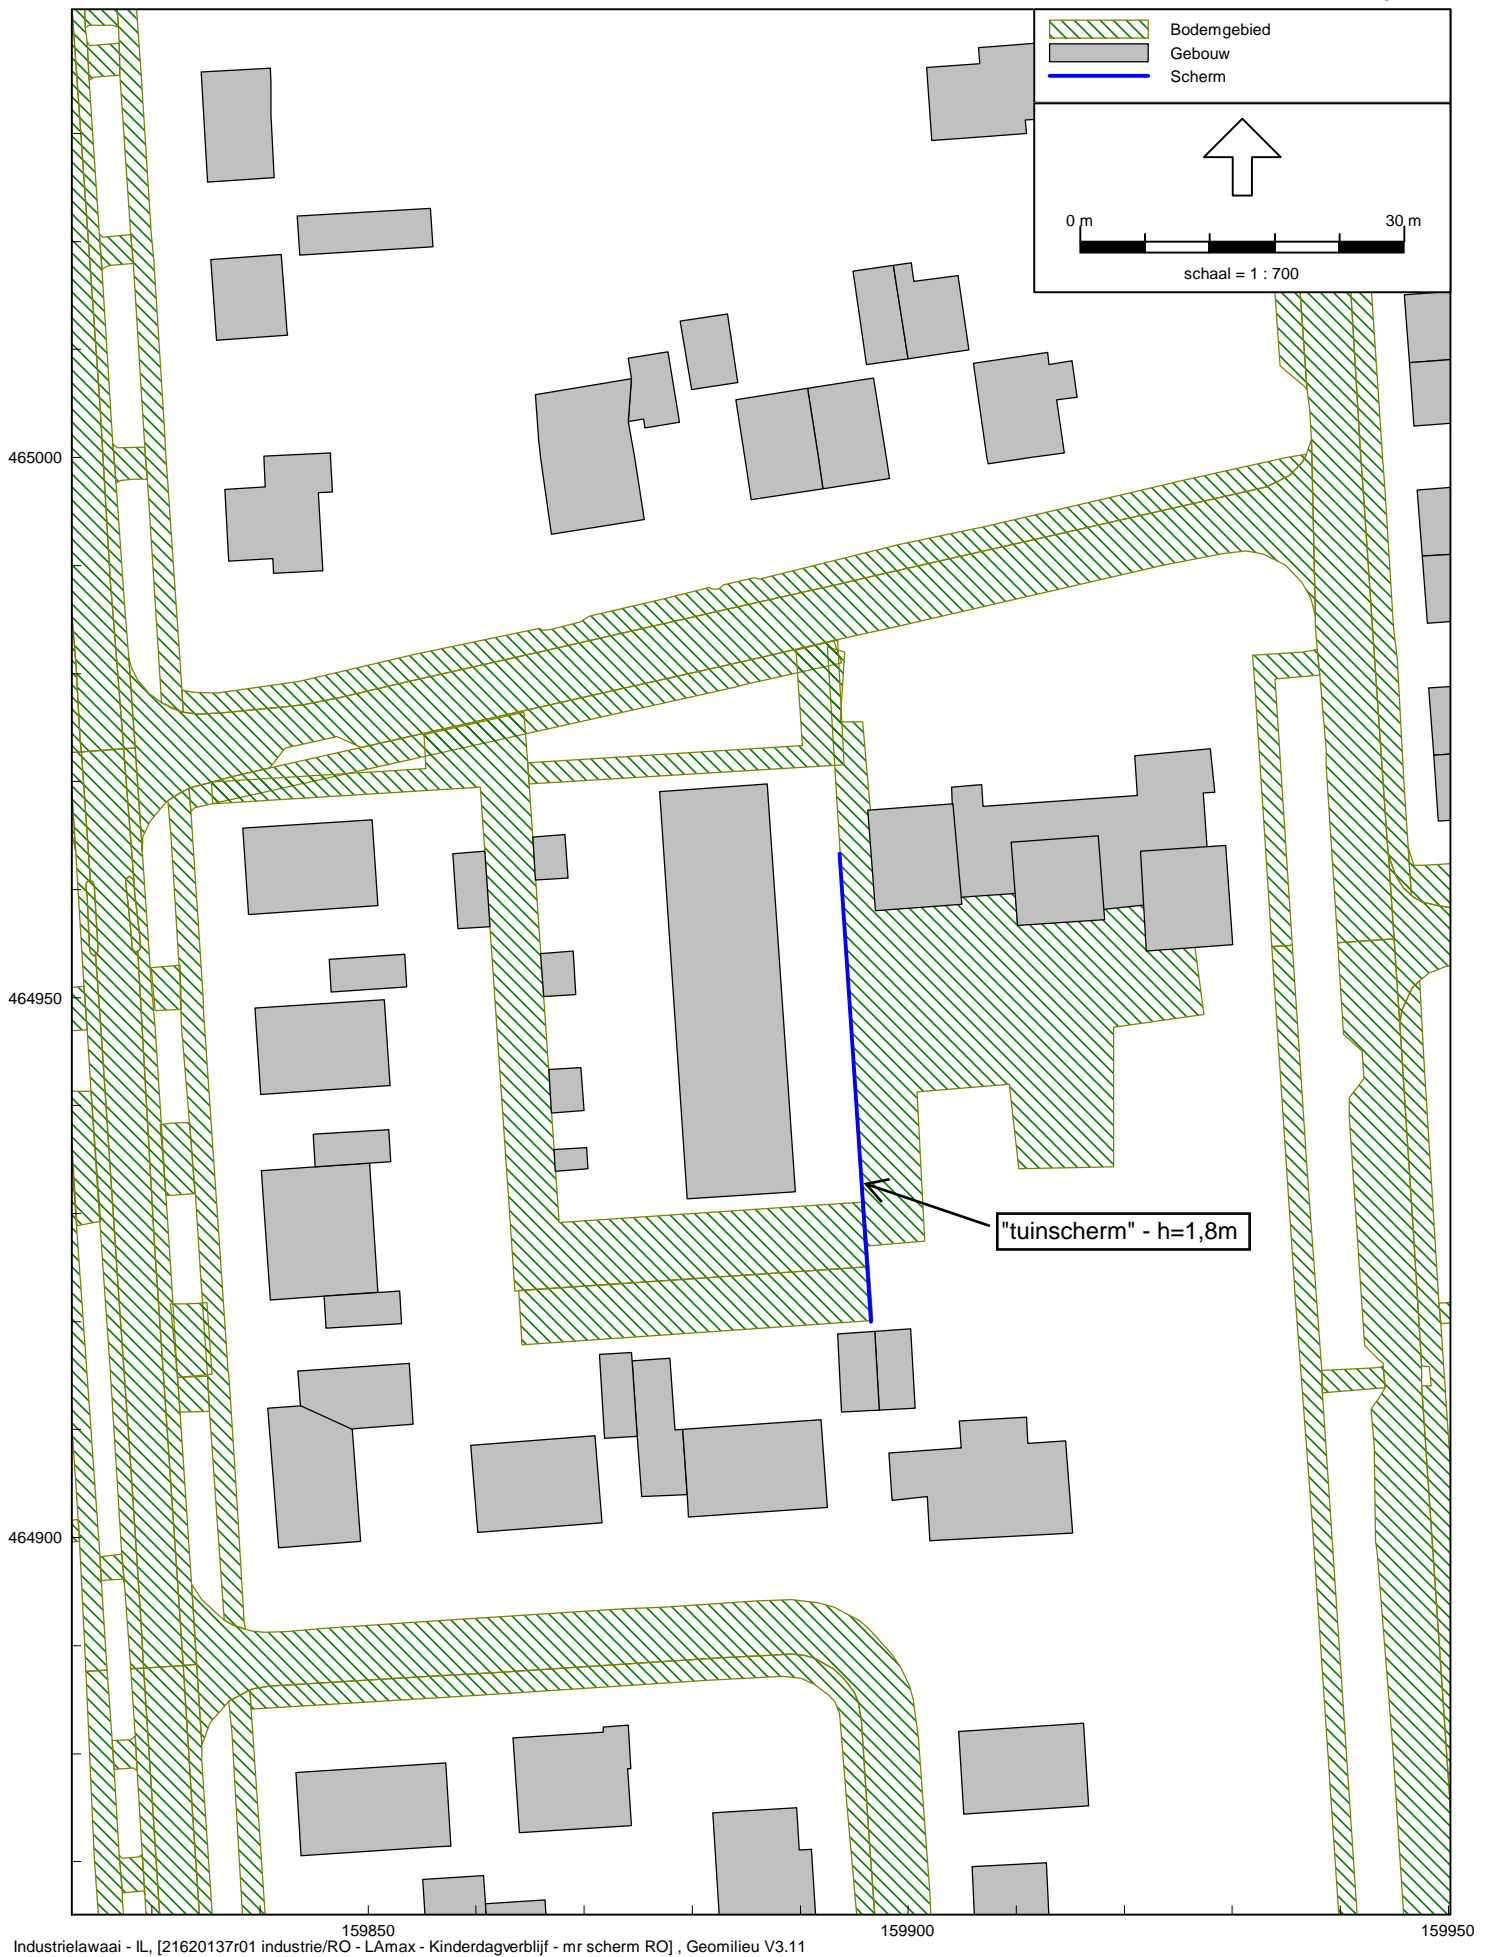 Bodemgebied
Gebouw
Scherm
0 m 30 m
schaal = 1 : 700
465000
464950
"tuinscherm" - h=1,8m
464900
159850 159900 159950
Industrielawaai - IL, [21620137r01 industrie/RO - LAmax - Kinderdagverblijf - mr scherm RO] , Geomilieu V3.11